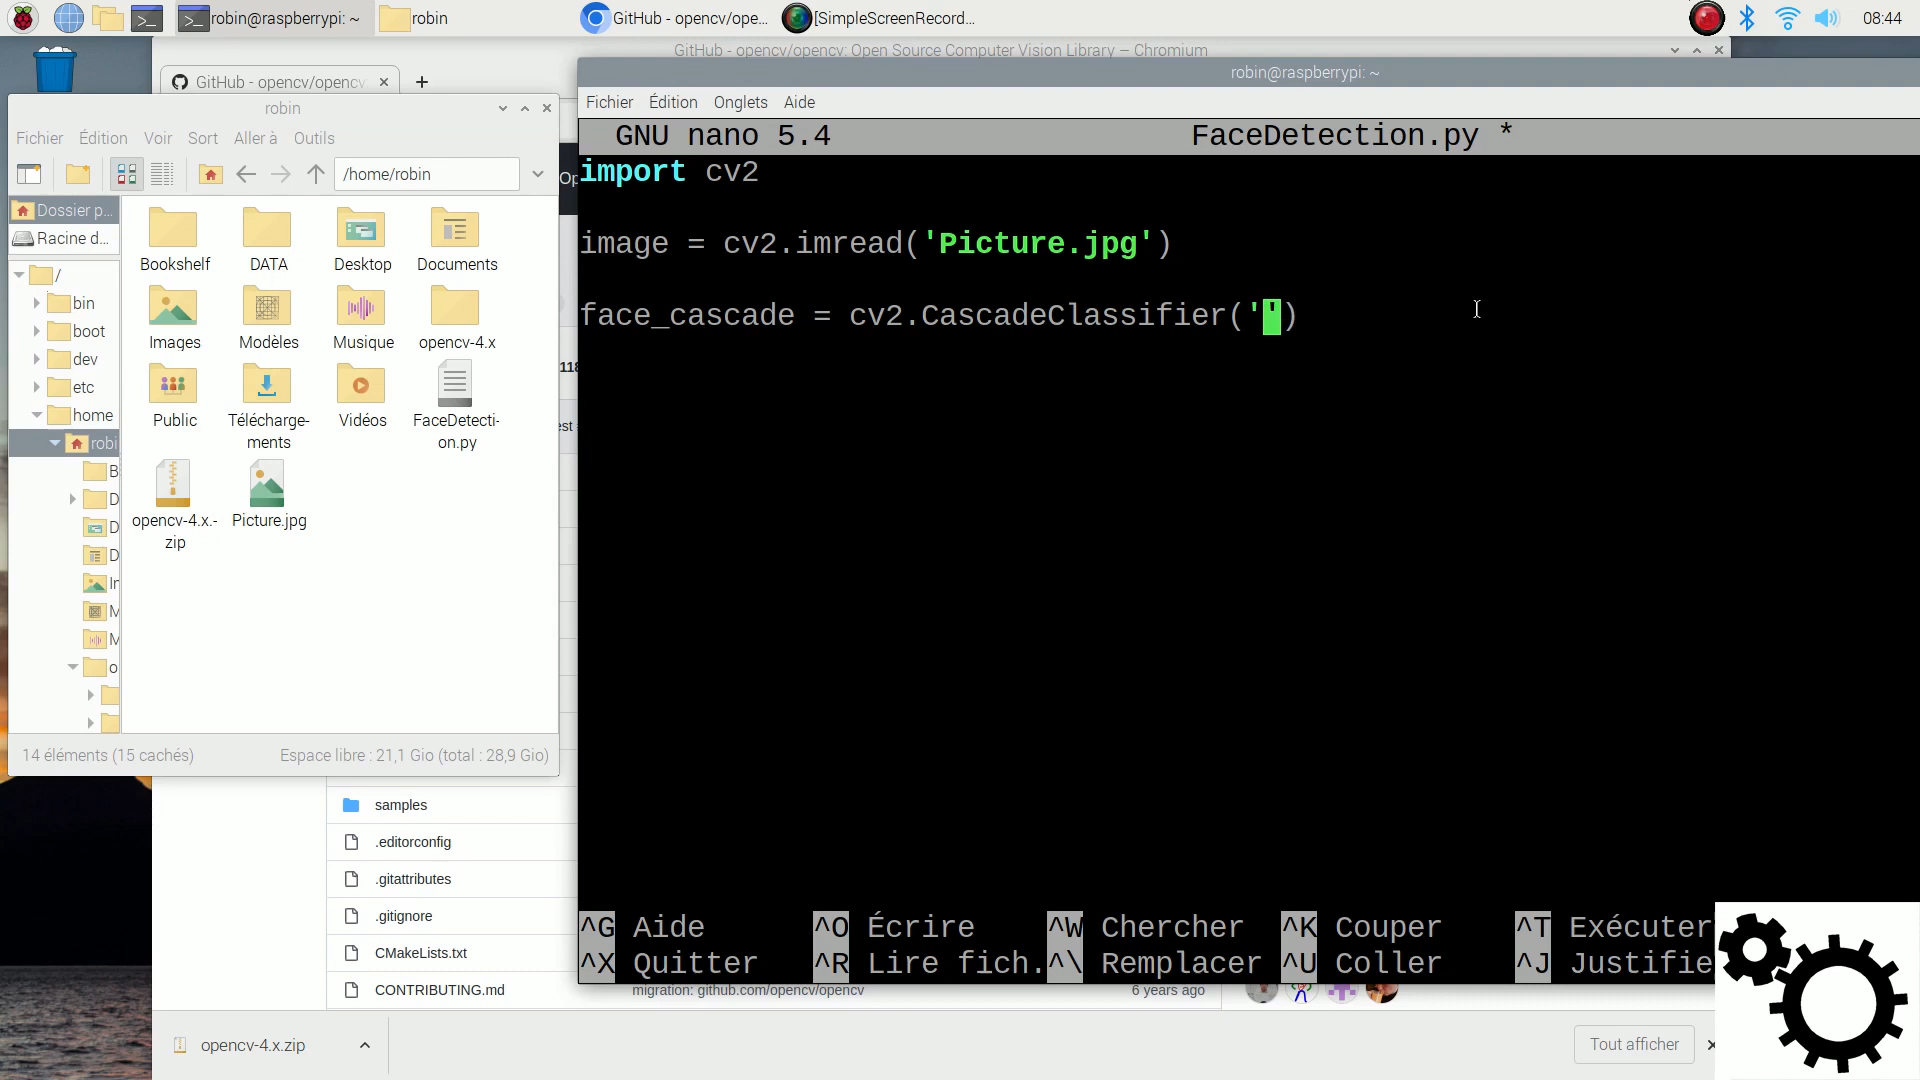 robin@raspberrypi: ~
robin
GitHub - opencv/ope...
[SimpleScreenRecord...
08:44
GitHub - opencv/opencv: Open Source Computer Vision Library – Chromium
GitHub - opencv/opencv
robin@raspberrypi: ~
Fichier Édition Onglets Aide
GNU nano 5.4 FaceDetection.py *
import cv2
image = cv2.imread('Picture.jpg')
face_cascade = cv2.CascadeClassifier('')
^G Aide ^O Écrire ^W Chercher ^K Couper ^T Exécuter
^X Quitter ^R Lire fich. ^\ Remplacer ^U Coller ^J Justifie
robin
Fichier Édition Voir Sort Aller à Outils
/home/robin
Dossier p...
Racine d...
/
bin
boot
dev
etc
home
robi
B
D
D
D
In
M
M
o
Bookshelf DATA Desktop Documents
Images Modèles Musique opencv-4.x
Public Télécharge-
ments Vidéos FaceDetecti-
on.py
opencv-4.x.-
zip Picture.jpg
14 éléments (15 cachés) Espace libre : 21,1 Gio (total : 28,9 Gio)
Op
118
est
samples
.editorconfig
.gitattributes
.gitignore
CMakeLists.txt
CONTRIBUTING.md migration: github.com/opencv/opencv 6 years ago
opencv-4.x.zip Tout afficher